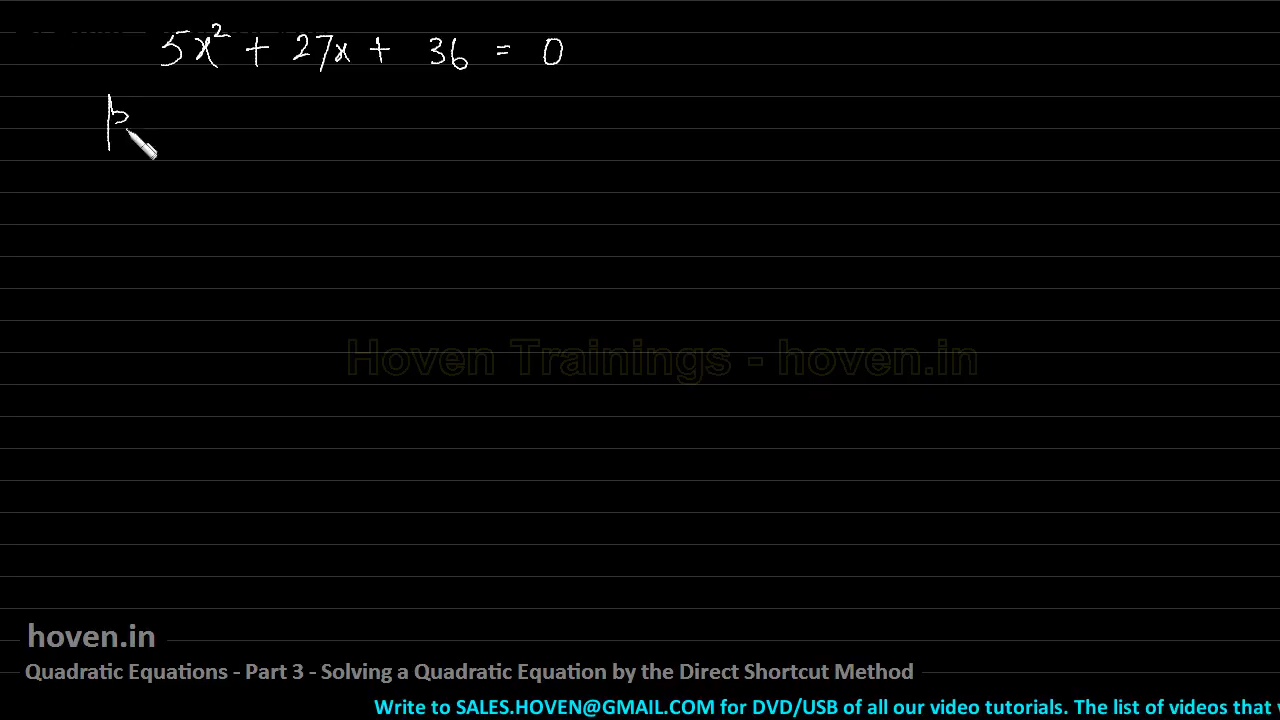 5x² + 27x + 36 = 0
p
Hoven Trainings - hoven.in
hoven.in
Quadratic Equations - Part 3 - Solving a Quadratic Equation by the Direct Shortcut Method
Write to SALES.HOVEN@GMAIL.COM for DVD/USB of all our video tutorials. The list of videos that